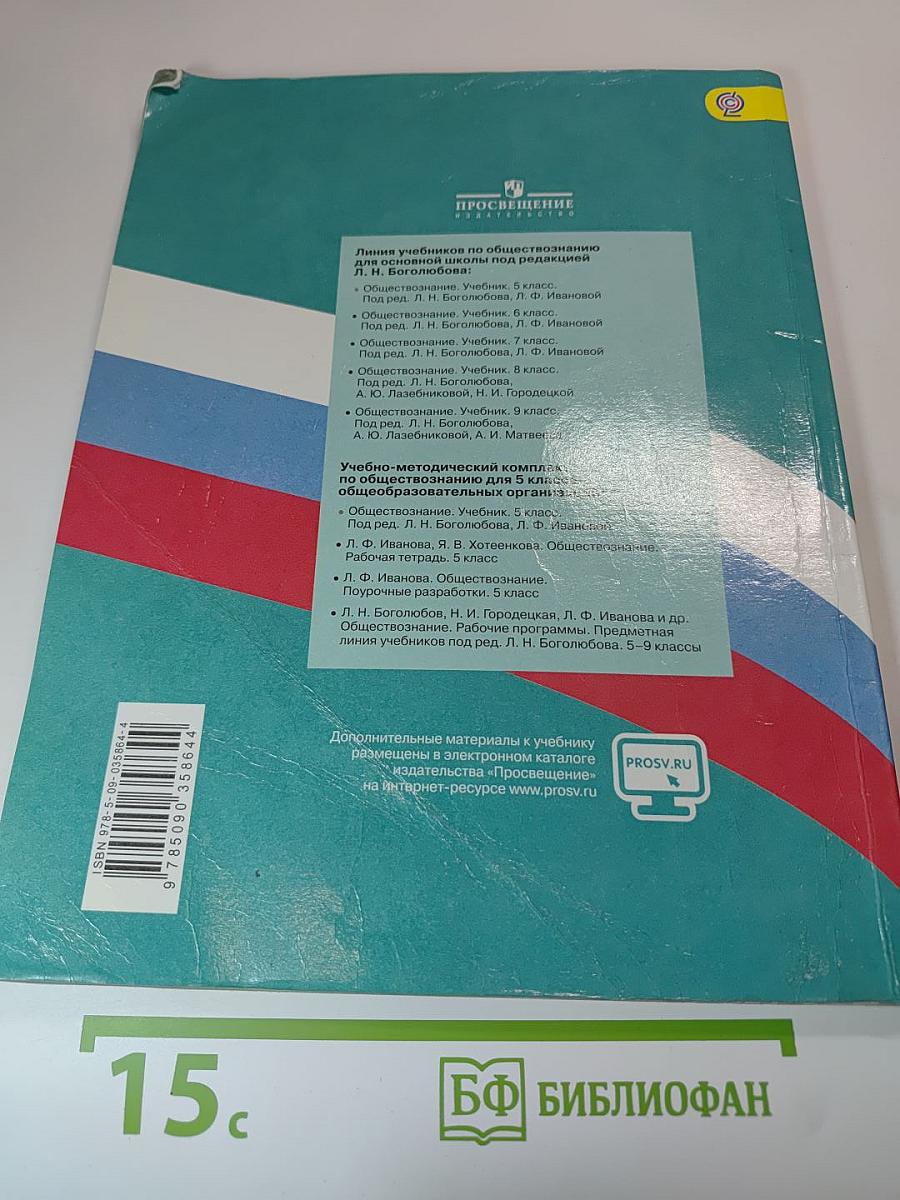 ПРОСВЕЩЕНИЕ
ИЗДАТЕЛЬСТВО
Линия учебников по обществознанию
для основной школы под редакцией
Л. Н. Боголюбова:
• Обществознание. Учебник. 5 класс.
Под ред. Л. Н. Боголюбова, Л. Ф. Ивановой
• Обществознание. Учебник. 6 класс.
Под ред. Л. Н. Боголюбова, Л. Ф. Ивановой
• Обществознание. Учебник. 7 класс.
Под ред. Л. Н. Боголюбова, Л. Ф. Ивановой
• Обществознание. Учебник. 8 класс.
Под ред. Л. Н. Боголюбова,
А. Ю. Лазебниковой, Н. И. Городецкой
• Обществознание. Учебник. 9 класс.
Под ред. Л. Н. Боголюбова,
А. Ю. Лазебниковой, А. И.
Учебно-методический
по обществознанию для 5
общеобразовательных
• Обществознание. Учебник. 5 класс.
Под ред. Л. Н. Боголюбова, Л. Ф. Ивановой
• Л. Ф. Иванова, Я. В. Хотеенкова. Обществознание.
Рабочая тетрадь. 5 класс
• Л. Ф. Иванова. Обществознание.
Поурочные разработки. 5 класс
• Л. Н. Боголюбов, Н. И. Городецкая, Л. Ф. Иванова и др.
Обществознание. Рабочие программы. Предметная
линия учебников под ред. Л. Н. Боголюбова. 5–9 классы
Дополнительные материалы к учебнику
размещены в электронном каталоге
издательства «Просвещение»
на интернет-ресурсе www.prosv.ru
PROSV.RU
ISBN 978-5-09-035864-4
9 785090 358644
15 с
БФ БИБЛИОФАН